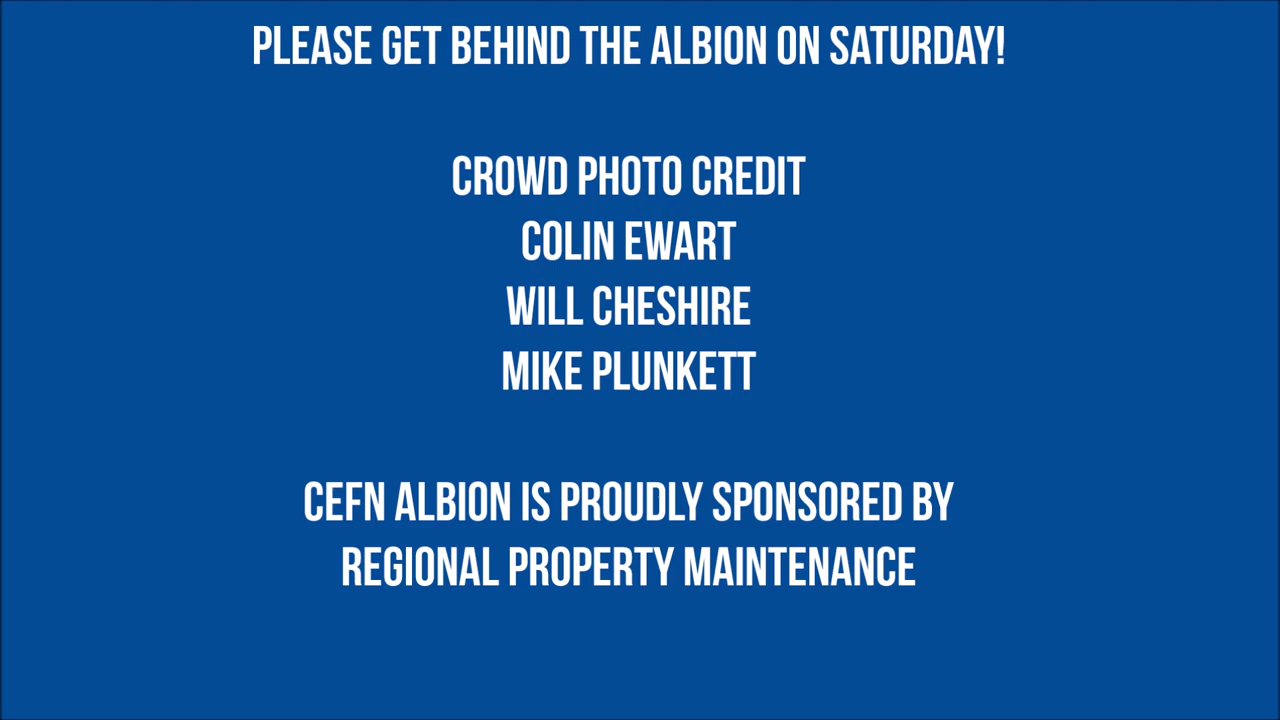 PLEASE GET BEHIND THE ALBION ON SATURDAY!
CROWD PHOTO CREDIT
COLIN EWART
WILL CHESHIRE
MIKE PLUNKETT
CEFN ALBION IS PROUDLY SPONSORED BY
REGIONAL PROPERTY MAINTENANCE